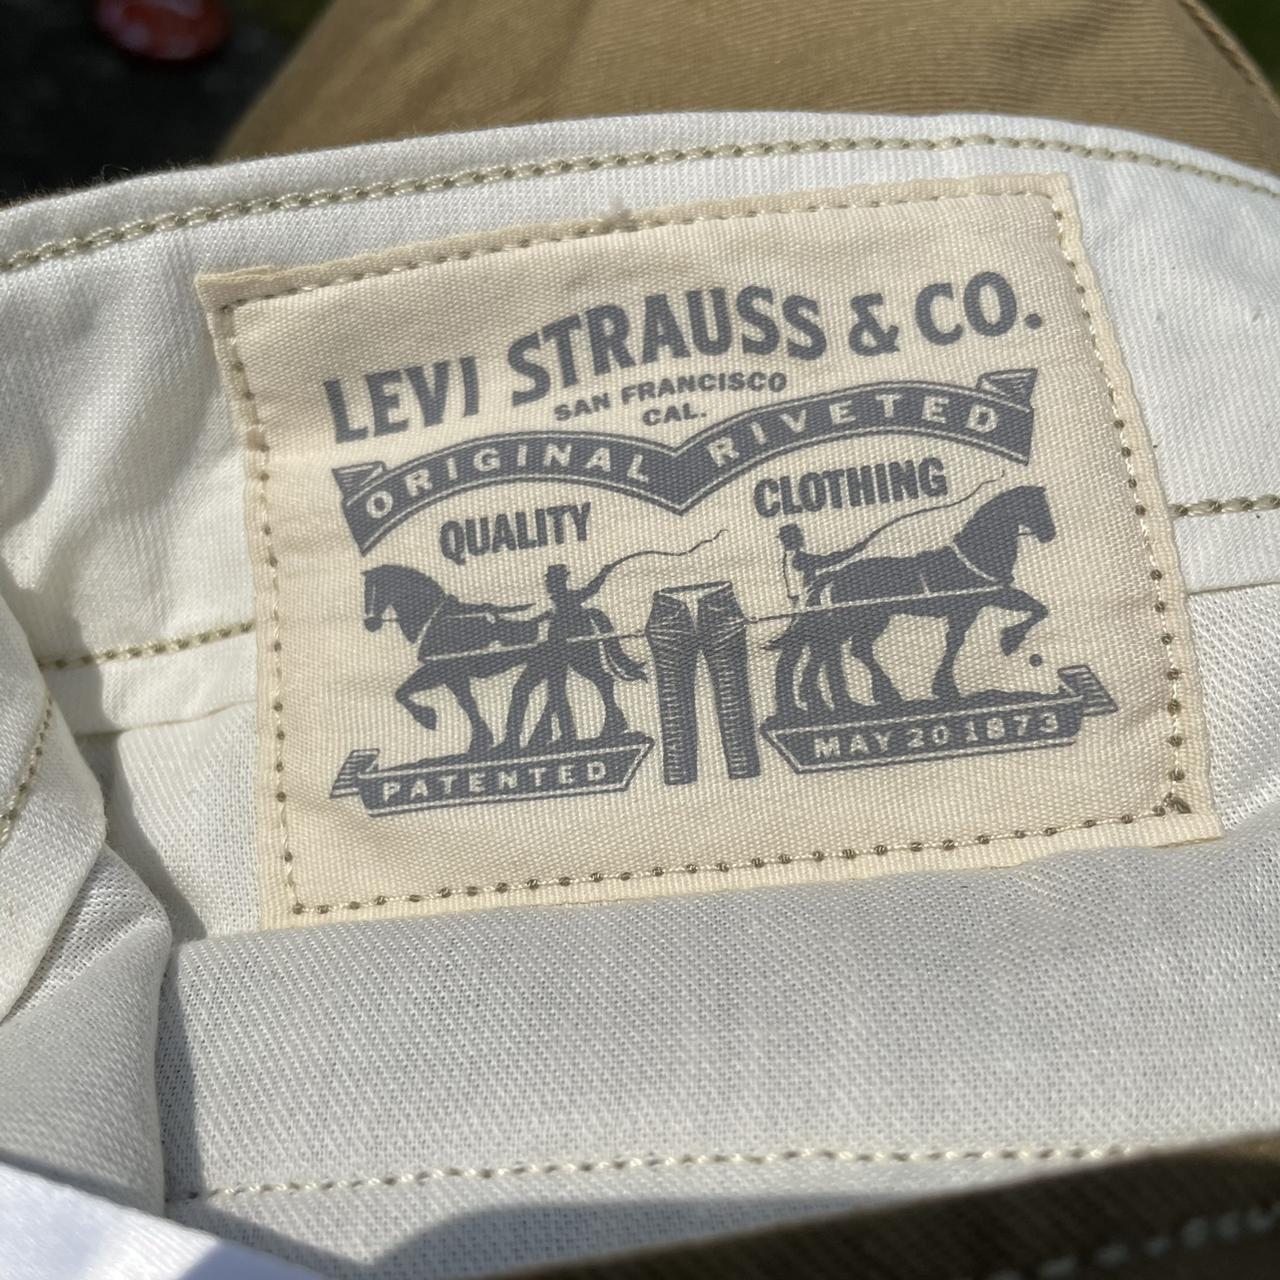 LEVI STRAUSS & CO.
SAN FRANCISCO
CAL.
ORIGINAL RIVETED
QUALITY CLOTHING
PATENTED MAY 20 1873